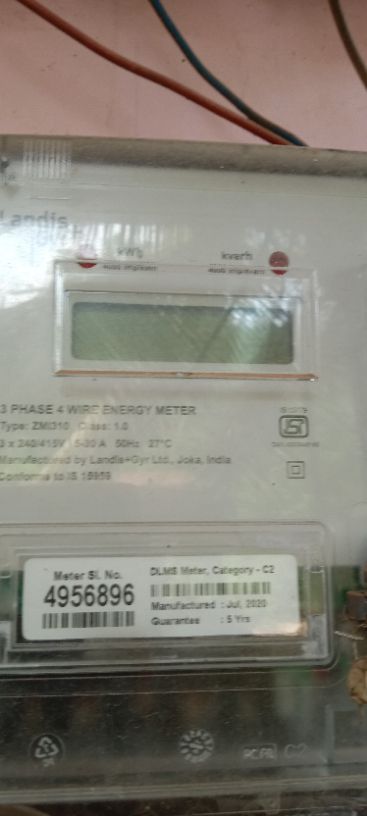 Landis
kWh kvarh
3 PHASE 4 WIRE ENERGY METER
Type: ZMI310 Class: 1.0
3 x 240/415V 5-30 A 50Hz 27°C
Manufactured by Landis+Gyr Ltd., Joka, India
Conforms to IS 15959
Meter Sl. No.
4956896
DLMS Meter, Category - C2
Manufactured : Jul, 2020
Guarantee : 5 Yrs
C2